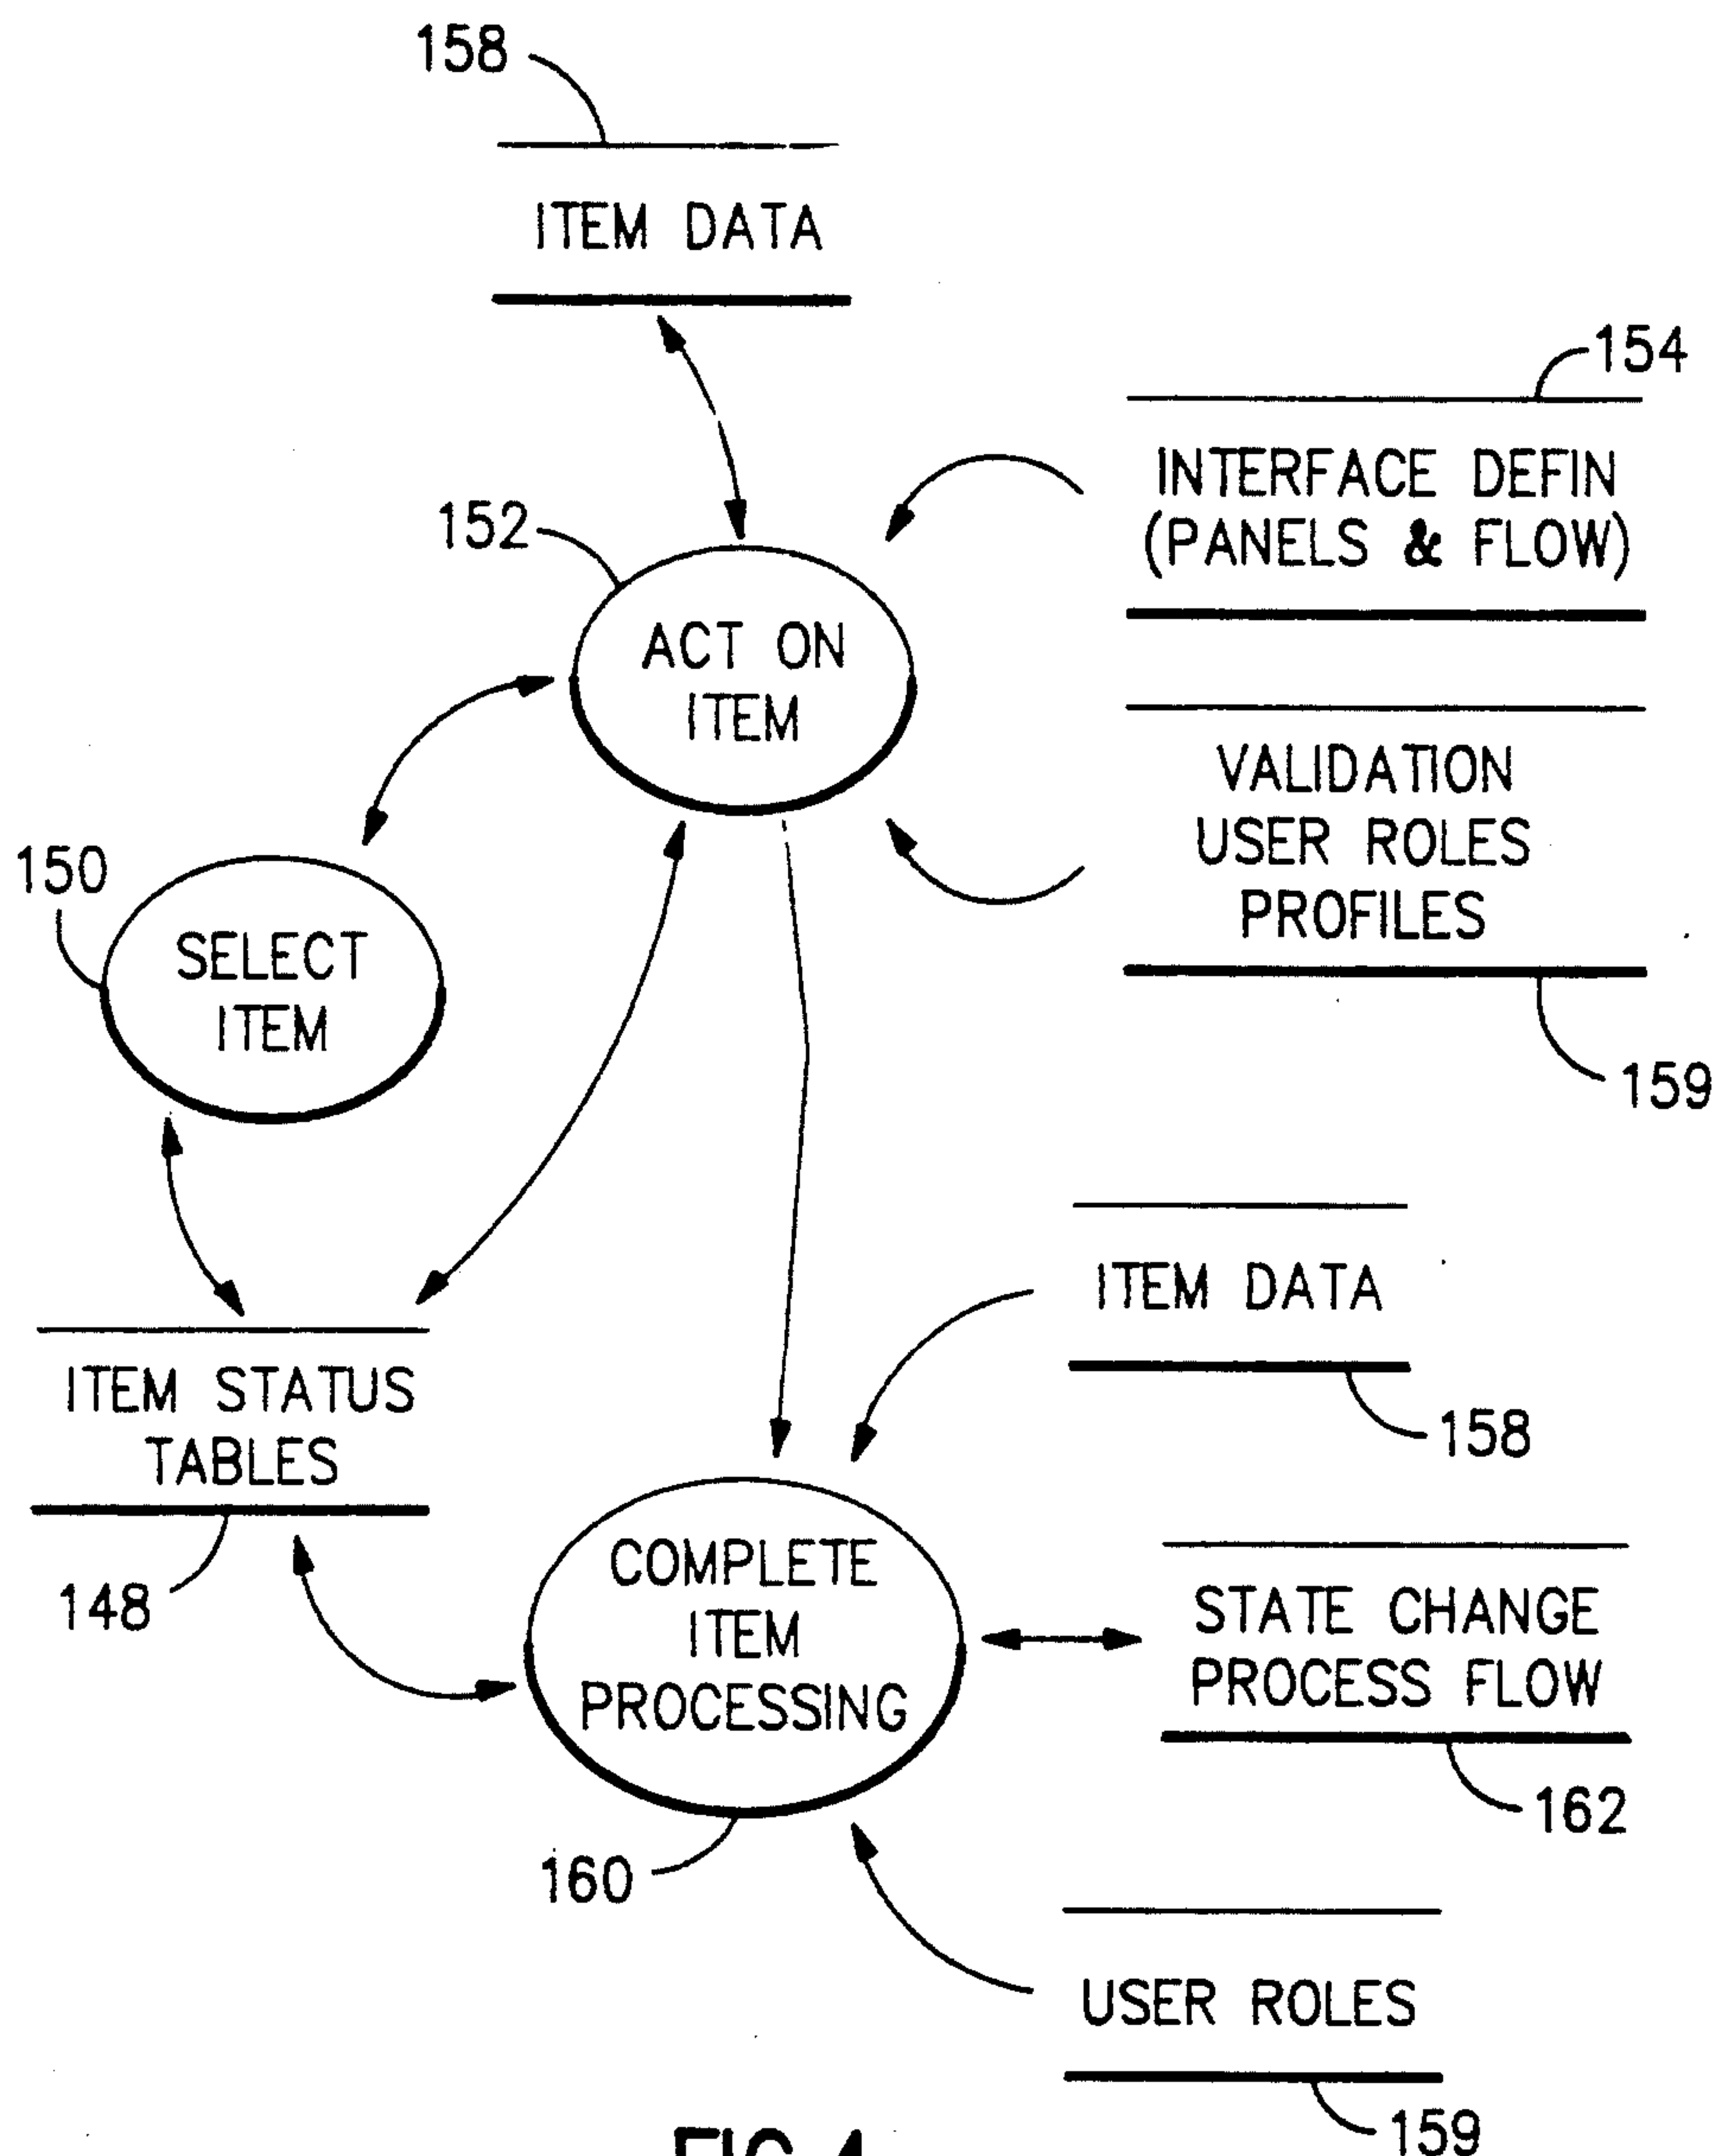 158
ITEM DATA
154
INTERFACE DEFIN
(PANELS & FLOW)
152
ACT ON
ITEM
VALIDATION
USER ROLES
PROFILES
150
SELECT
ITEM
159
ITEM DATA
158
ITEM STATUS
TABLES
148
COMPLETE
ITEM
PROCESSING
STATE CHANGE
PROCESS FLOW
162
160
USER ROLES
159